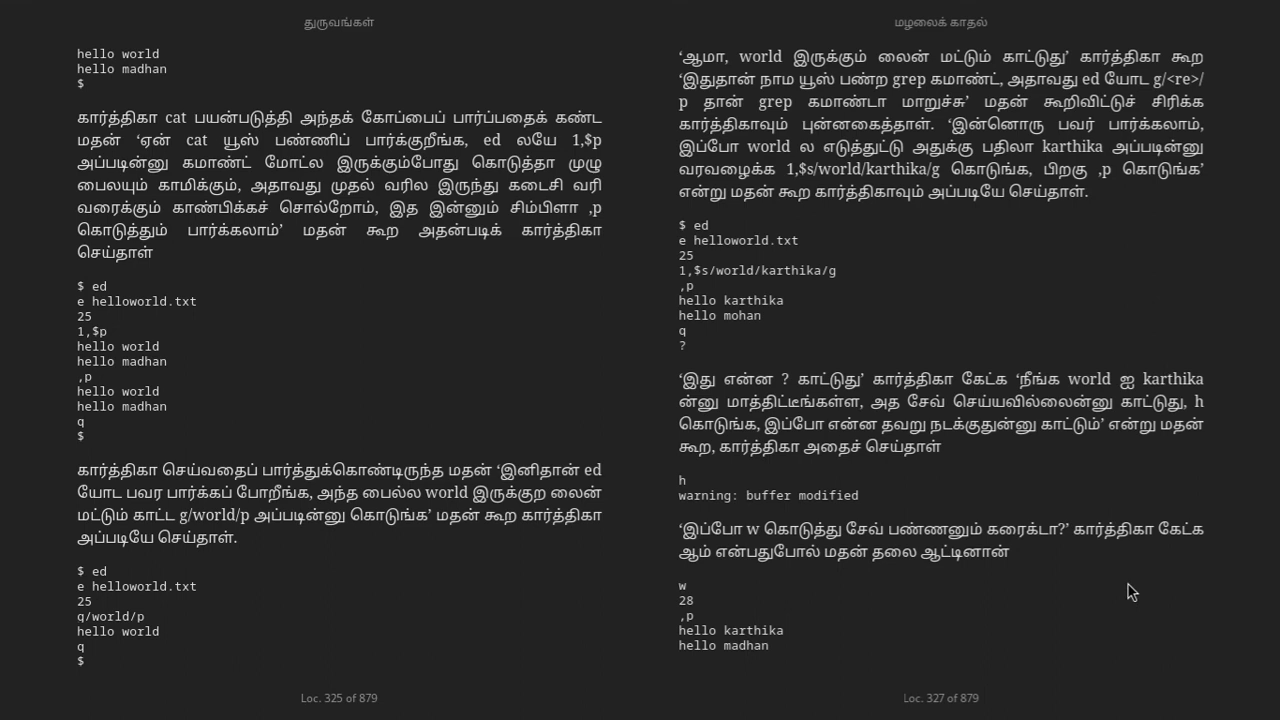 துருவங்கள்
hello world
hello madhan
$
கார்த்திகா cat பயன்படுத்தி அந்தக் கோப்பைப் பார்ப்பதைக் கண்ட
மதன் ‘ஏன் cat யூஸ் பண்ணிப் பார்க்குறீங்க, ed லயே 1,$p
அப்படின்னு கமாண்ட் மோட்ல இருக்கும்போது கொடுத்தா முழு
பைலயும் காமிக்கும், அதாவது முதல் வரில இருந்து கடைசி வரி
வரைக்கும் காண்பிக்கச் சொல்றோம், இத இன்னும் சிம்பிளா ,p
கொடுத்தும் பார்க்கலாம்’ மதன் கூற அதன்படிக் கார்த்திகா
செய்தாள்
$ ed
e helloworld.txt
25
1,$p
hello world
hello madhan
,p
hello world
hello madhan
q
$
கார்த்திகா செய்வதைப் பார்த்துக்கொண்டிருந்த மதன் ‘இனிதான் ed
யோட பவர பார்க்கப் போறீங்க, அந்த பைல்ல world இருக்குற லைன்
மட்டும் காட்ட g/world/p அப்படின்னு கொடுங்க’ மதன் கூற கார்த்திகா
அப்படியே செய்தாள்.
$ ed
e helloworld.txt
25
q/world/p
hello world
q
$
Loc. 325 of 879
மழலைக் காதல்
‘ஆமா, world இருக்கும் லைன் மட்டும் காட்டுது’ கார்த்திகா கூற
‘இதுதான் நாம யூஸ் பண்ற grep கமாண்ட், அதாவது ed யோட g/<re>/
p தான் grep கமாண்டா மாறுச்சு’ மதன் கூறிவிட்டுச் சிரிக்க
கார்த்திகாவும் புன்னகைத்தாள். ‘இன்னொரு பவர் பார்க்கலாம்,
இப்போ world ல எடுத்துட்டு அதுக்கு பதிலா karthika அப்படின்னு
வரவழைக்க 1,$s/world/karthika/g கொடுங்க, பிறகு ,p கொடுங்க’
என்று மதன் கூற கார்த்திகாவும் அப்படியே செய்தாள்.
$ ed
e helloworld.txt
25
1,$s/world/karthika/g
,p
hello karthika
hello mohan
q
?
‘இது என்ன ? காட்டுது’ கார்த்திகா கேட்க ‘நீங்க world ஐ karthika
ன்னு மாத்திட்டீங்கள்ள, அத சேவ் செய்யவில்லைன்னு காட்டுது, h
கொடுங்க, இப்போ என்ன தவறு நடக்குதுன்னு காட்டும்’ என்று மதன்
கூற, கார்த்திகா அதைச் செய்தாள்
h
warning: buffer modified
‘இப்போ w கொடுத்து சேவ் பண்ணனும் கரைக்டா?’ கார்த்திகா கேட்க
ஆம் என்பதுபோல் மதன் தலை ஆட்டினான்
w
28
,p
hello karthika
hello madhan
Loc. 327 of 879